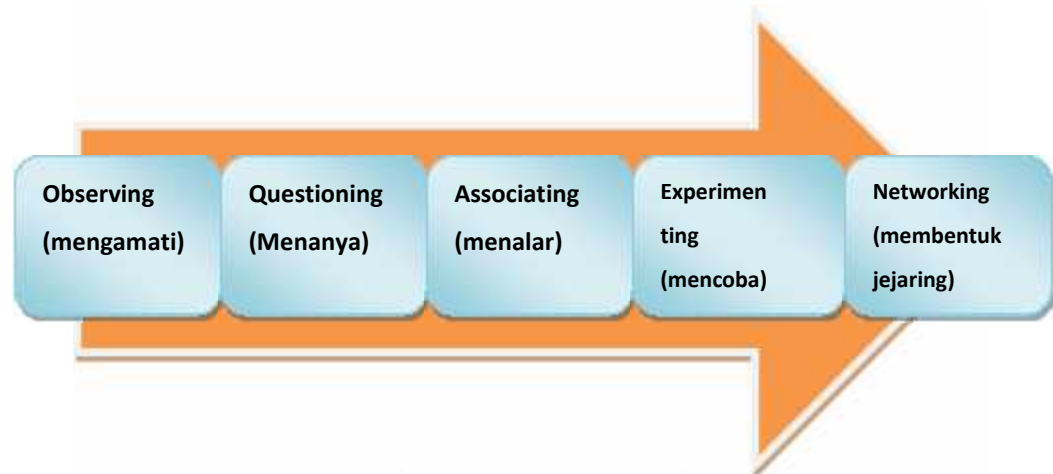 Observing
(mengamati)
Questioning
(Menanya)
Associating
(menalar)
Experimen
ting
(mencoba)
Networking
(membentuk
jejaring)